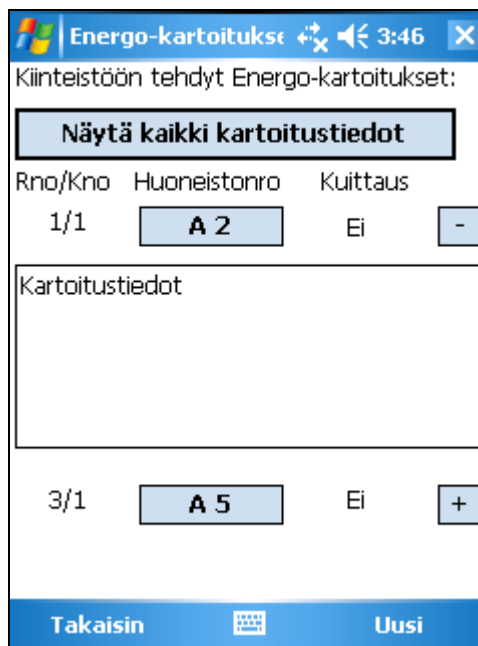 Energo-kartoitukse 3:46
Kiinteistöön tehdyt Energo-kartoitukset:
Näytä kaikki kartoitustiedot
Rno/Kno Huoneistonro Kuittaus
1/1 A 2 Ei -
Kartoitustiedot
3/1 A 5 Ei +
Takaisin Uusi